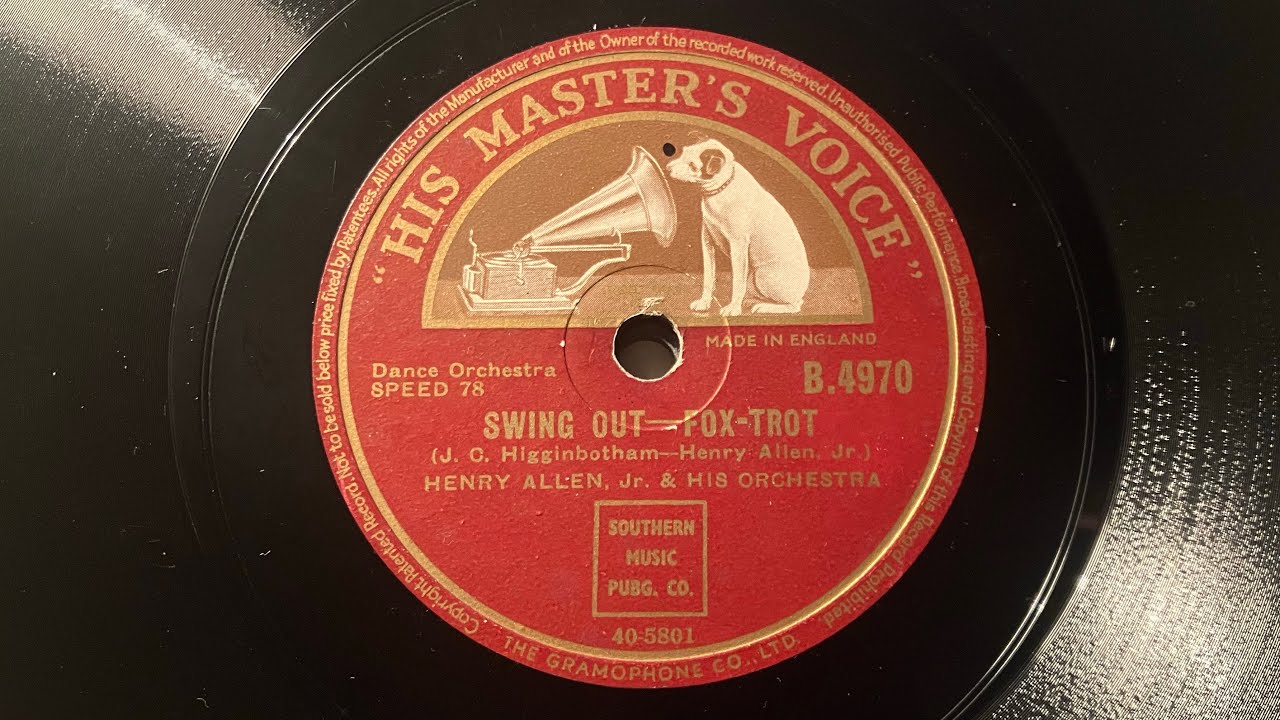 Copyright, Patented Record. Not to be sold below price fixed by Patentees. All rights of the Manufacturer and of the Owner of the recorded work reserved. Unauthorised Public Performance Broadcasting and Copying of this Record Prohibited.
"HIS MASTER'S VOICE"
MADE IN ENGLAND
Dance Orchestra
SPEED 78
B.4970
SWING OUT—FOX-TROT
(J. C. Higginbotham—Henry Allen, Jr.)
HENRY ALLEN, Jr. & HIS ORCHESTRA
SOUTHERN
MUSIC
PUBG. CO.
40-5801
THE GRAMOPHONE CO., LTD.